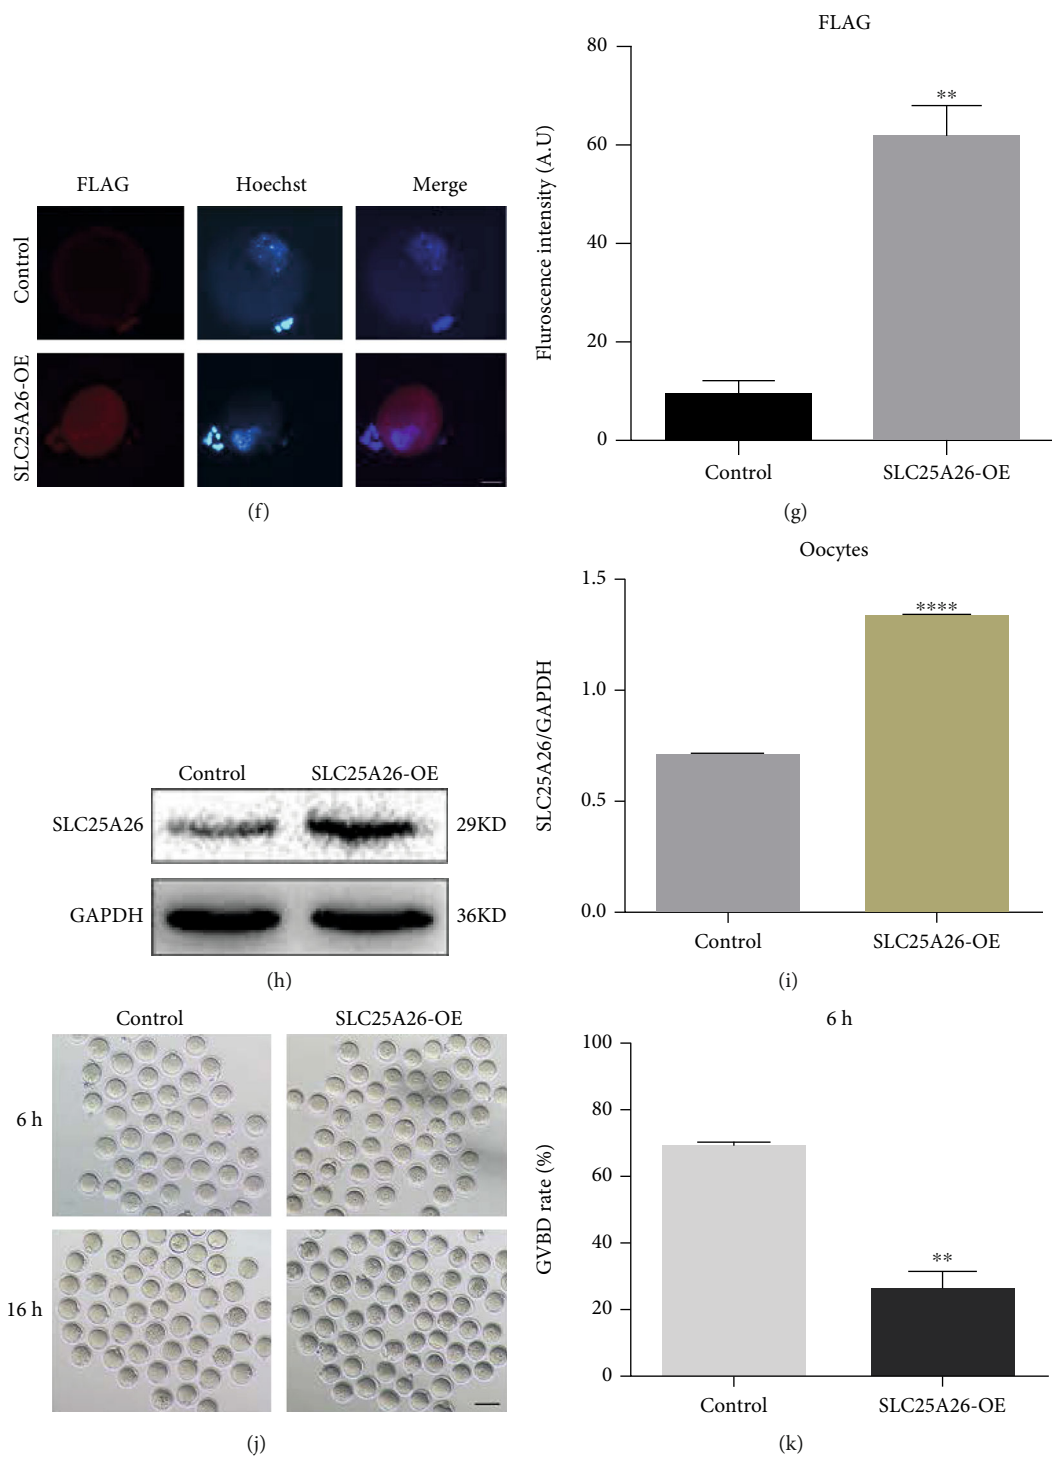 FLAG
Hoechst
Merge
Control
SLC25A26-OE
(f)
FLAG
Fluroscence intensity (A.U)
80
60
40
20
0
**
Control
SLC25A26-OE
(g)
Control
SLC25A26-OE
SLC25A26
29KD
GAPDH
36KD
(h)
Oocytes
SLC25A26/GAPDH
1.5
1.0
0.5
0.0
****
Control
SLC25A26-OE
(i)
Control
SLC25A26-OE
6 h
16 h
(j)
6 h
GVBD rate (%)
100
80
60
40
20
0
**
Control
SLC25A26-OE
(k)